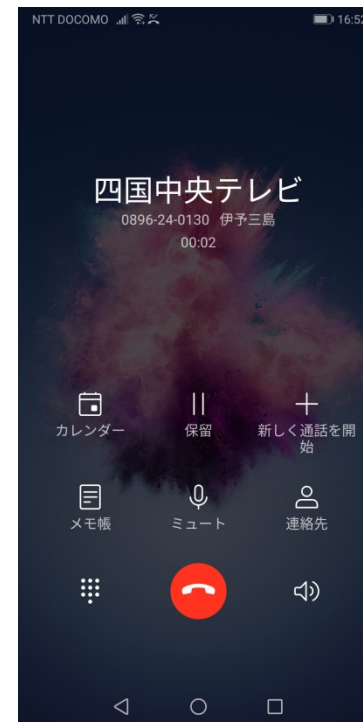 NTT DOCOMO 16:52
四国中央テレビ
0896-24-0130 伊予三島
00:02
カレンダー 保留 新しく通話を開
始
メモ帳 ミュート 連絡先